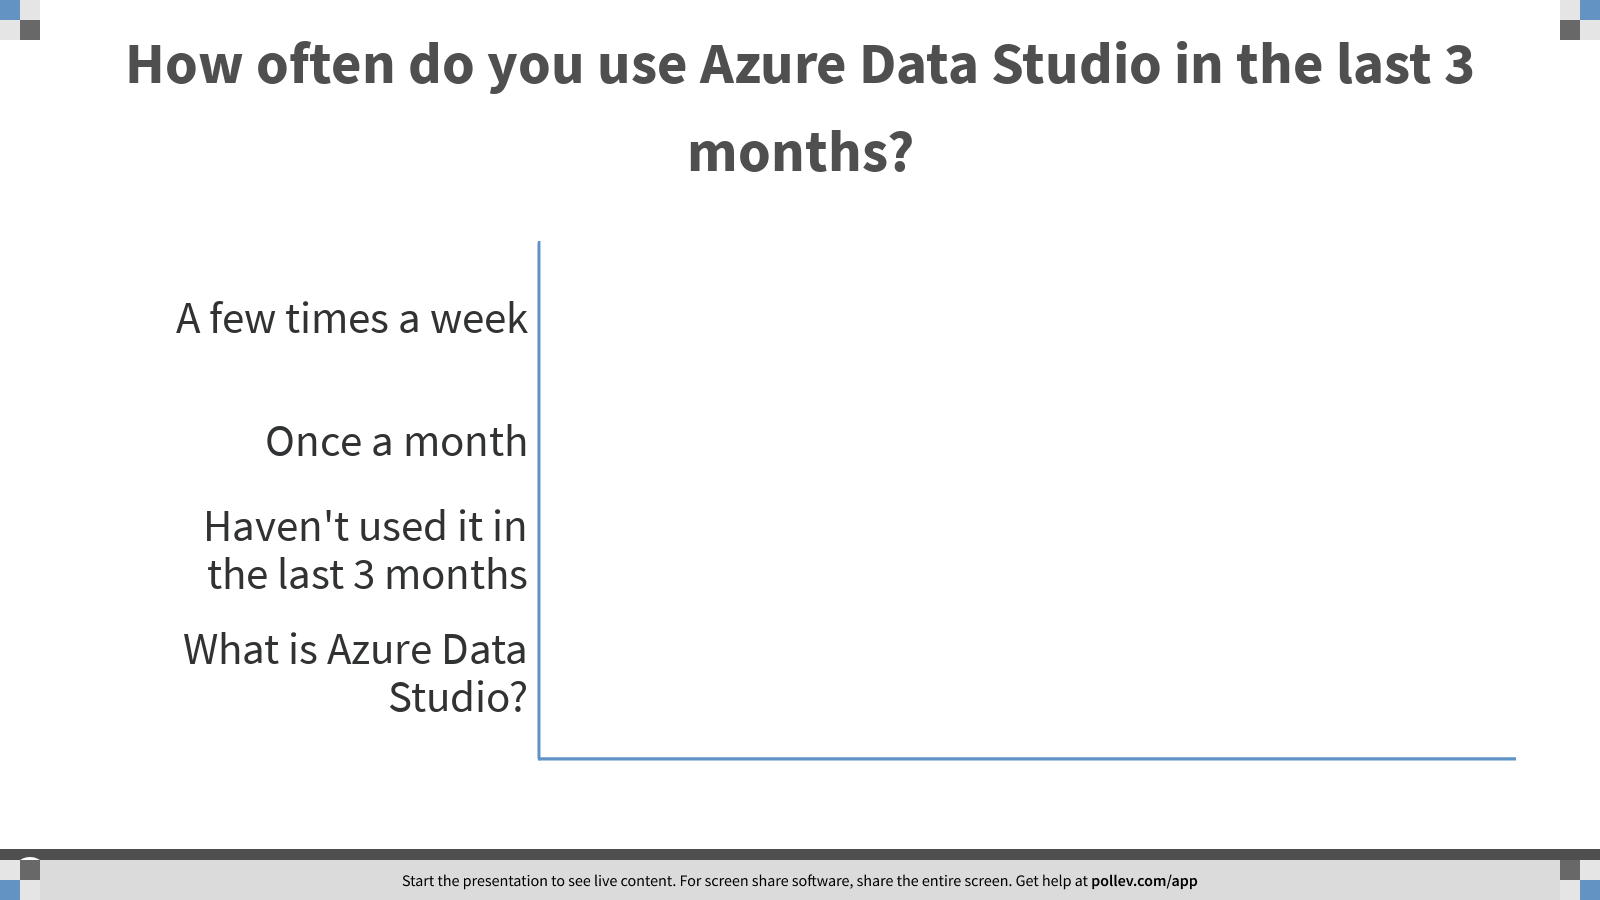 How often do you use Azure Data Studio in the last 3
months?
A few times a week
Once a month
Haven't used it in
the last 3 months
What is Azure Data
Studio?
Start the presentation to see live content. For screen share software, share the entire screen. Get help at pollev.com/app